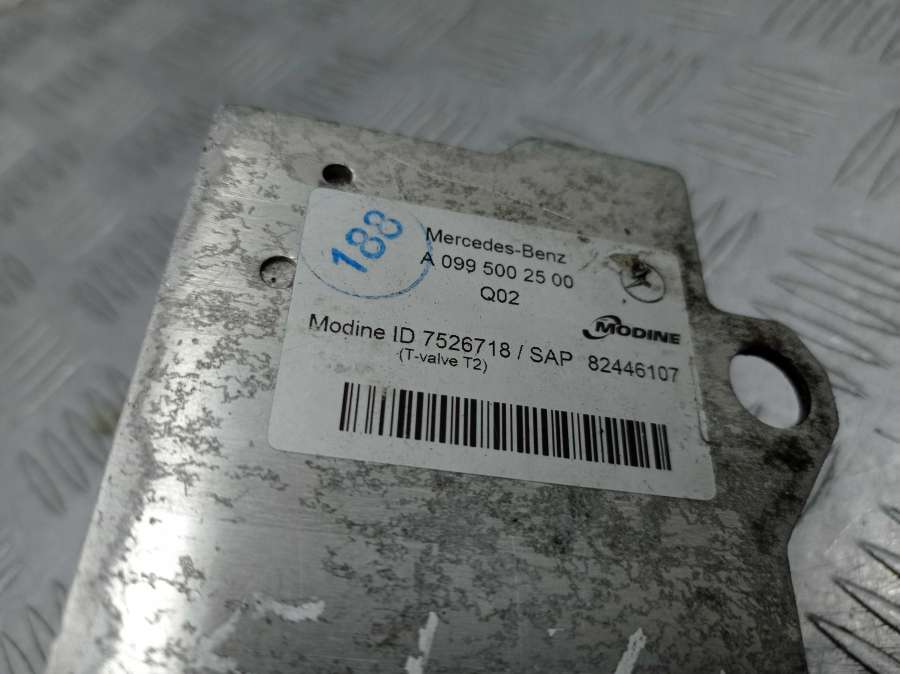 188
Mercedes-Benz
A 099 500 25 00
Q02
MODINE
Modine ID 7526718 / SAP 82446107
(T-valve T2)